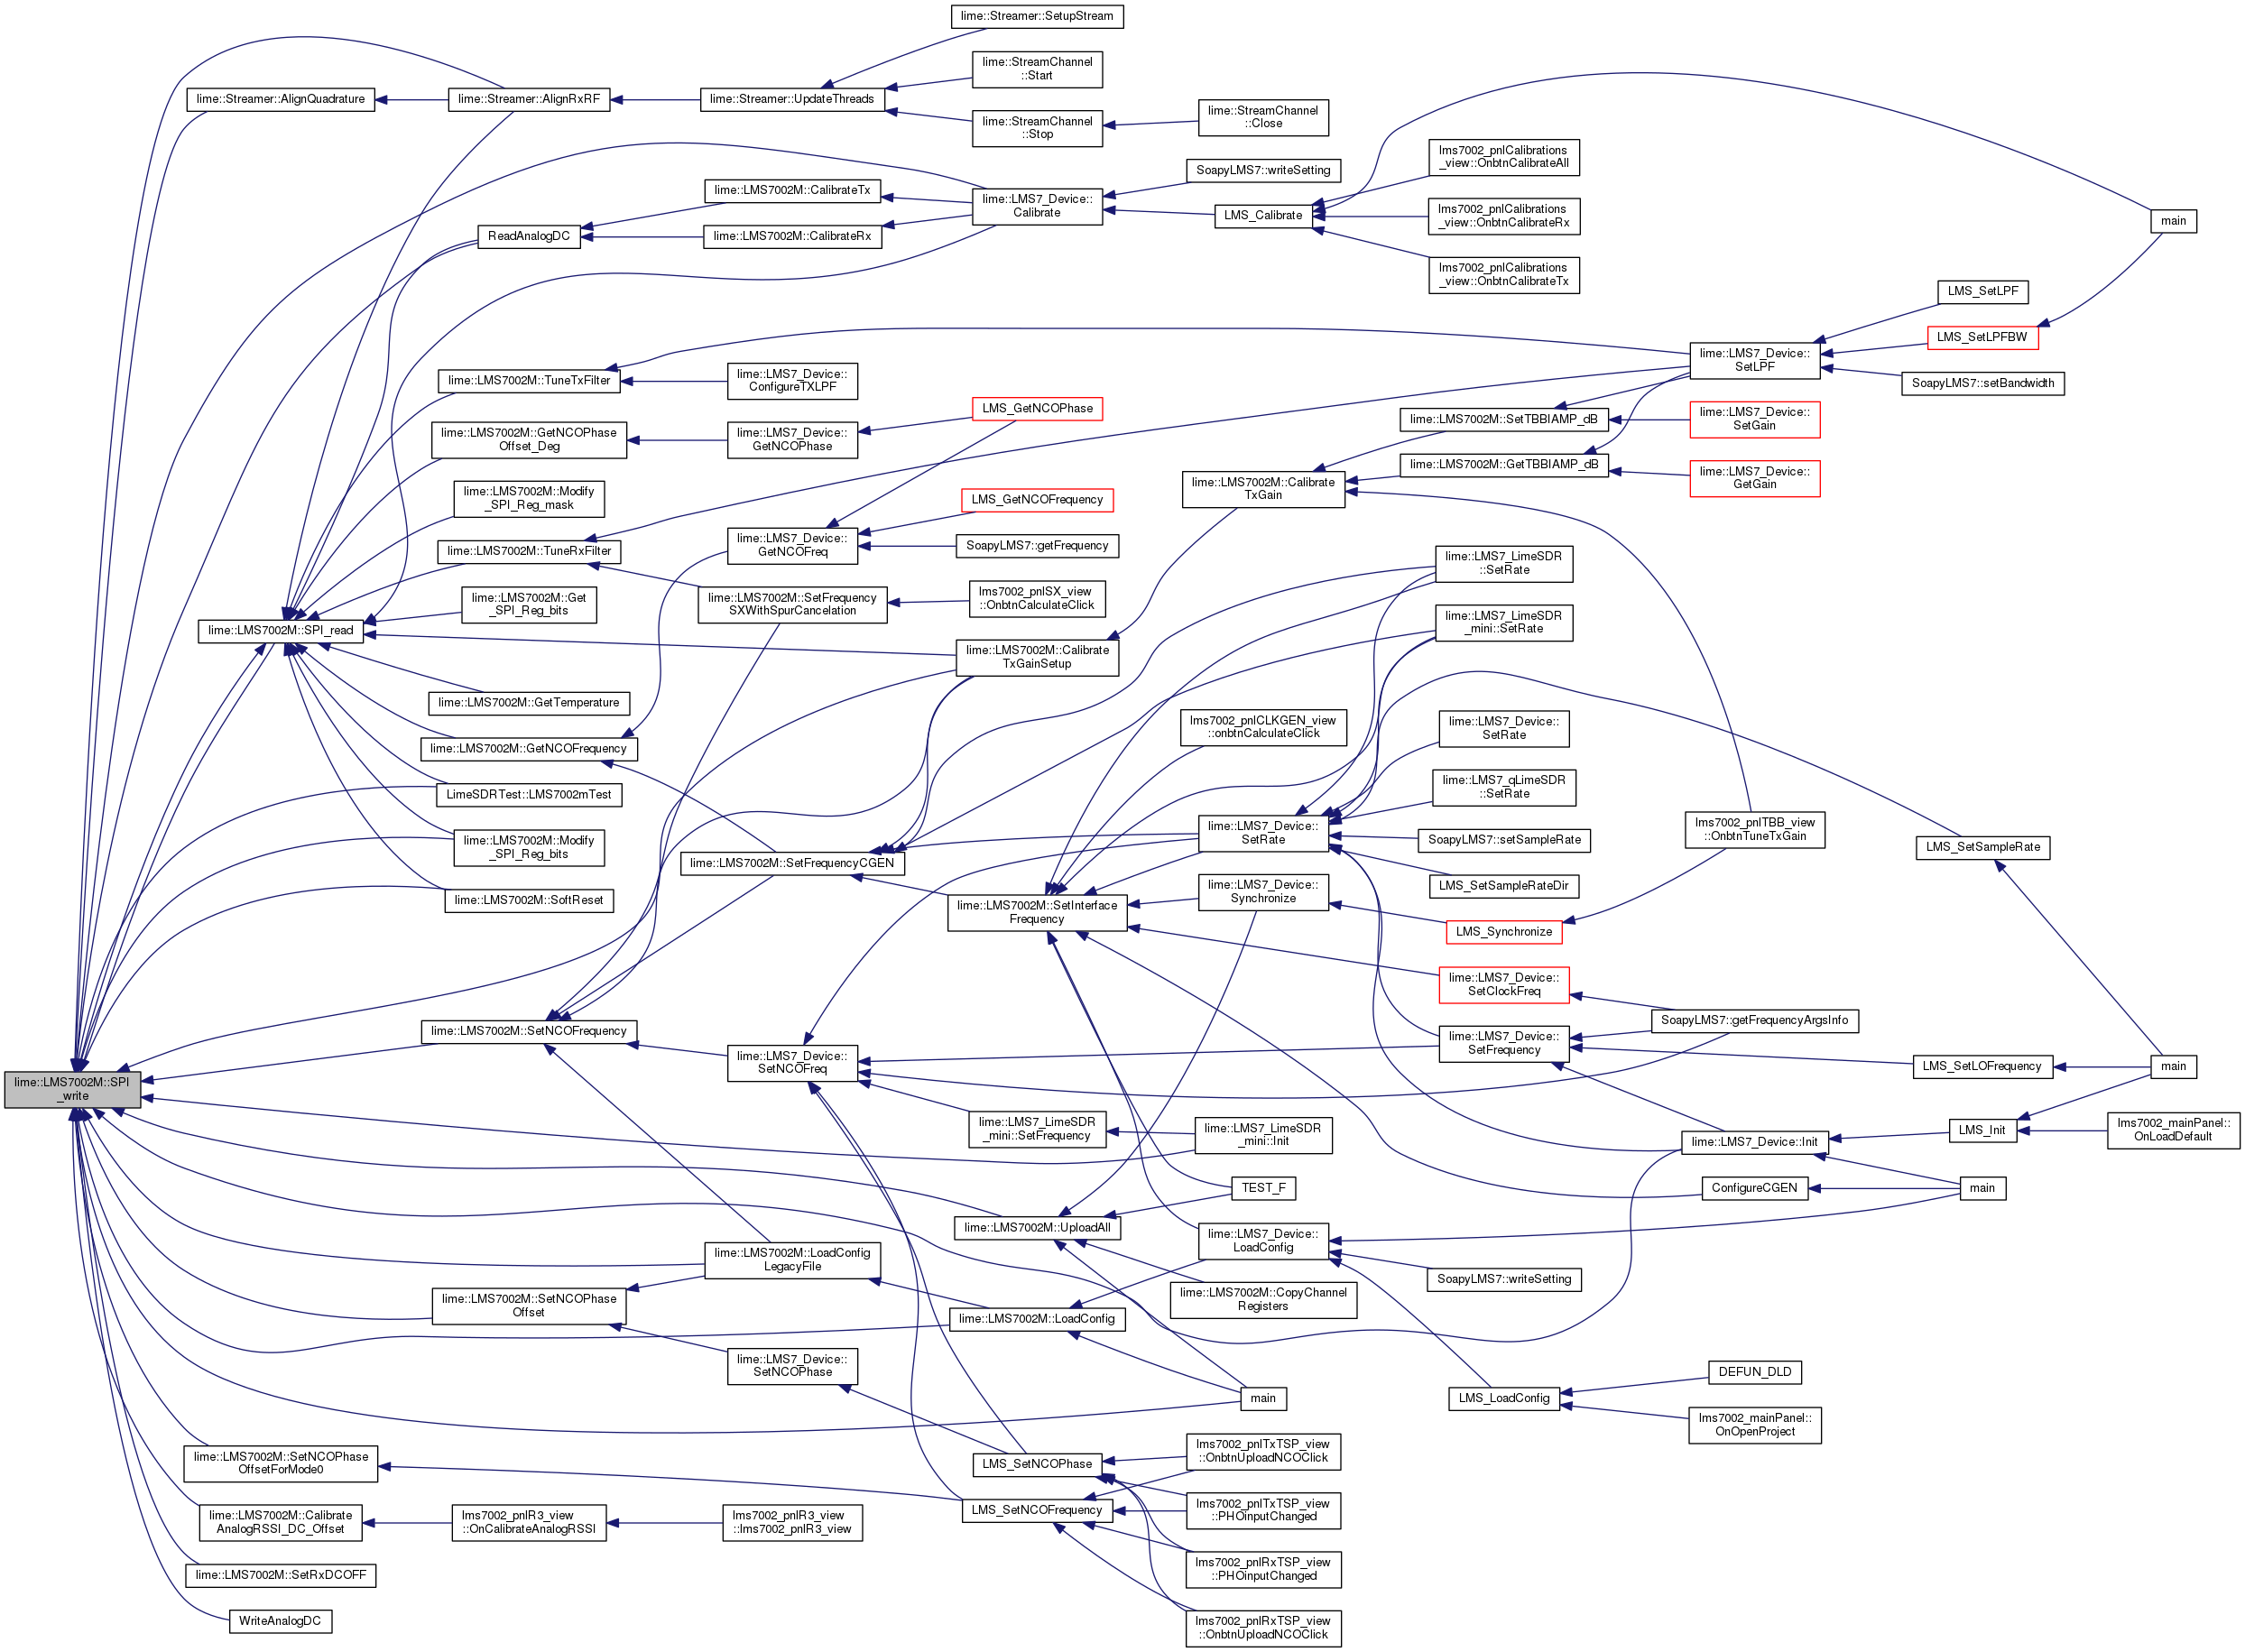 lime::Streamer::SetupStream
lime::StreamChannel
::Start
lime::Streamer::AlignQuadrature
lime::Streamer::AlignRxRF
lime::Streamer::UpdateThreads
lime::StreamChannel
::Stop
lime::StreamChannel
::Close
lms7002_pnlCalibrations
_view::OnbtnCalibrateAll
SoapyLMS7::writeSetting
lime::LMS7002M::CalibrateTx
lime::LMS7_Device::
Calibrate
LMS_Calibrate
lms7002_pnlCalibrations
_view::OnbtnCalibrateRx
main
ReadAnalogDC
lime::LMS7002M::CalibrateRx
lms7002_pnlCalibrations
_view::OnbtnCalibrateTx
LMS_SetLPF
LMS_SetLPFBW
lime::LMS7_Device::
SetLPF
SoapyLMS7::setBandwidth
lime::LMS7002M::TuneTxFilter
lime::LMS7_Device::
ConfigureTXLPF
LMS_GetNCOPhase
lime::LMS7002M::SetTBBIAMP_dB
lime::LMS7_Device::
SetGain
lime::LMS7002M::GetNCOPhase
Offset_Deg
lime::LMS7_Device::
GetNCOPhase
lime::LMS7002M::GetTBBIAMP_dB
lime::LMS7_Device::
GetGain
lime::LMS7002M::Calibrate
TxGain
lime::LMS7002M::Modify
_SPI_Reg_mask
LMS_GetNCOFrequency
lime::LMS7002M::TuneRxFilter
lime::LMS7_Device::
GetNCOFreq
SoapyLMS7::getFrequency
lime::LMS7_LimeSDR
::SetRate
lime::LMS7002M::Get
_SPI_Reg_bits
lime::LMS7002M::SetFrequency
SXWithSpurCancelation
lms7002_pnlSX_view
::OnbtnCalculateClick
lime::LMS7_LimeSDR
_mini::SetRate
lime::LMS7002M::SPI_read
lime::LMS7002M::Calibrate
TxGainSetup
lime::LMS7002M::GetTemperature
lms7002_pnlCLKGEN_view
::onbtnCalculateClick
lime::LMS7_Device::
SetRate
lime::LMS7002M::GetNCOFrequency
lime::LMS7_qLimeSDR
::SetRate
LimeSDRTest::LMS7002mTest
lime::LMS7_Device::
SetRate
SoapyLMS7::setSampleRate
lms7002_pnlTBB_view
::OnbtnTuneTxGain
lime::LMS7002M::Modify
_SPI_Reg_bits
lime::LMS7002M::SetFrequencyCGEN
LMS_SetSampleRateDir
LMS_SetSampleRate
lime::LMS7002M::SoftReset
lime::LMS7002M::SetInterface
Frequency
lime::LMS7_Device::
Synchronize
LMS_Synchronize
lime::LMS7_Device::
SetClockFreq
SoapyLMS7::getFrequencyArgsInfo
lime::LMS7002M::SetNCOFrequency
lime::LMS7_Device::
SetNCOFreq
lime::LMS7_Device::
SetFrequency
LMS_SetLOFrequency
main
lime::LMS7002M::SPI
_write
lime::LMS7_LimeSDR
_mini::SetFrequency
lime::LMS7_LimeSDR
_mini::Init
lime::LMS7_Device::Init
LMS_Init
lms7002_mainPanel::
OnLoadDefault
TEST_F
ConfigureCGEN
main
lime::LMS7002M::UploadAll
lime::LMS7_Device::
LoadConfig
lime::LMS7002M::LoadConfig
LegacyFile
SoapyLMS7::writeSetting
lime::LMS7002M::CopyChannel
Registers
lime::LMS7002M::SetNCOPhase
Offset
lime::LMS7002M::LoadConfig
lime::LMS7_Device::
SetNCOPhase
DEFUN_DLD
main
LMS_LoadConfig
lms7002_mainPanel::
OnOpenProject
lime::LMS7002M::SetNCOPhase
OffsetForMode0
LMS_SetNCOPhase
lms7002_pnlTxTSP_view
::OnbtnUploadNCOClick
LMS_SetNCOFrequency
lms7002_pnlTxTSP_view
::PHOinputChanged
lime::LMS7002M::Calibrate
AnalogRSSI_DC_Offset
lms7002_pnlR3_view
::OnCalibrateAnalogRSSI
lms7002_pnlR3_view
::lms7002_pnlR3_view
lms7002_pnlRxTSP_view
::PHOinputChanged
lime::LMS7002M::SetRxDCOFF
WriteAnalogDC
lms7002_pnlRxTSP_view
::OnbtnUploadNCOClick